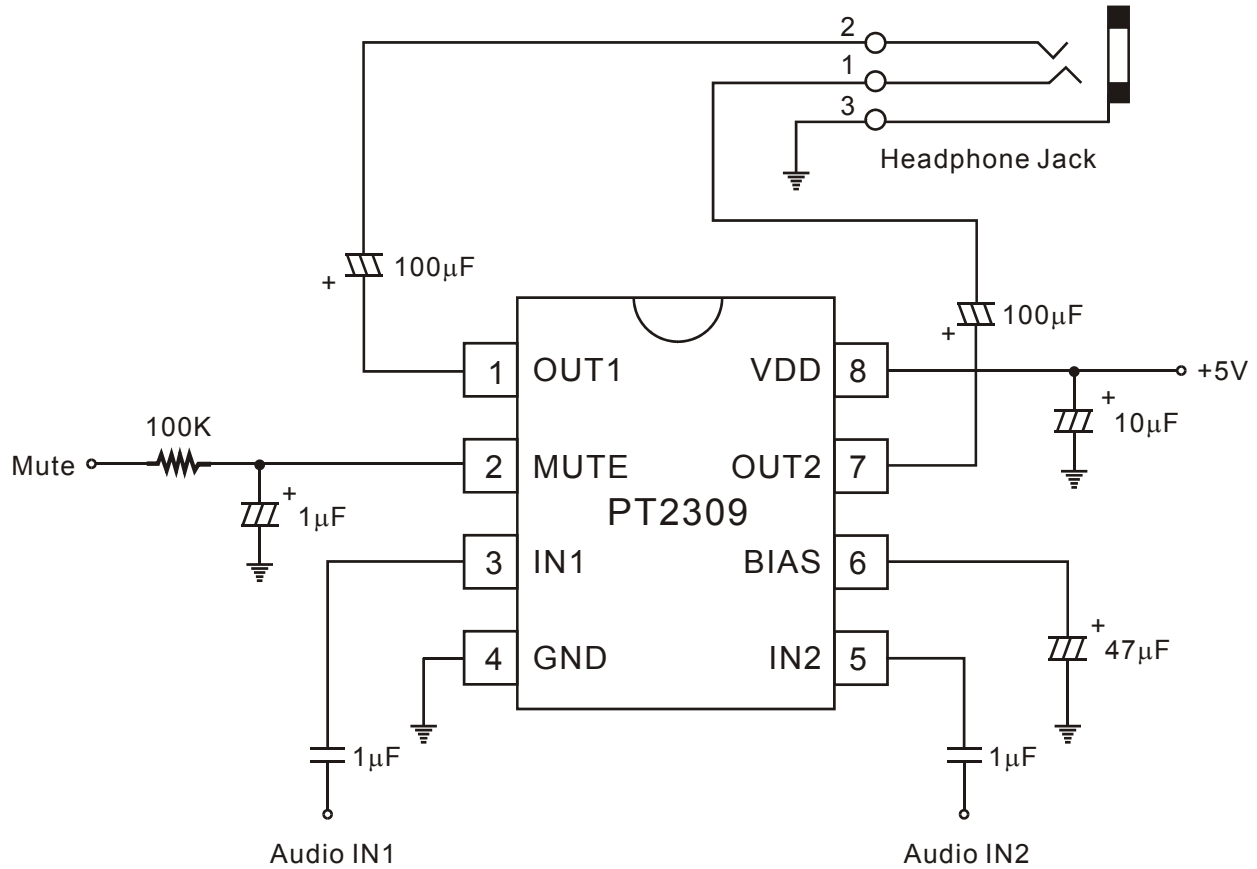 2
1
3
Headphone Jack
+ 100μF
+ 100μF
1 OUT1
VDD 8
+5V
+ 10μF
100K
Mute
2 MUTE
OUT2 7
+ 1μF
PT2309
3 IN1
BIAS 6
+ 47μF
4 GND
IN2 5
1μF
1μF
Audio IN1
Audio IN2